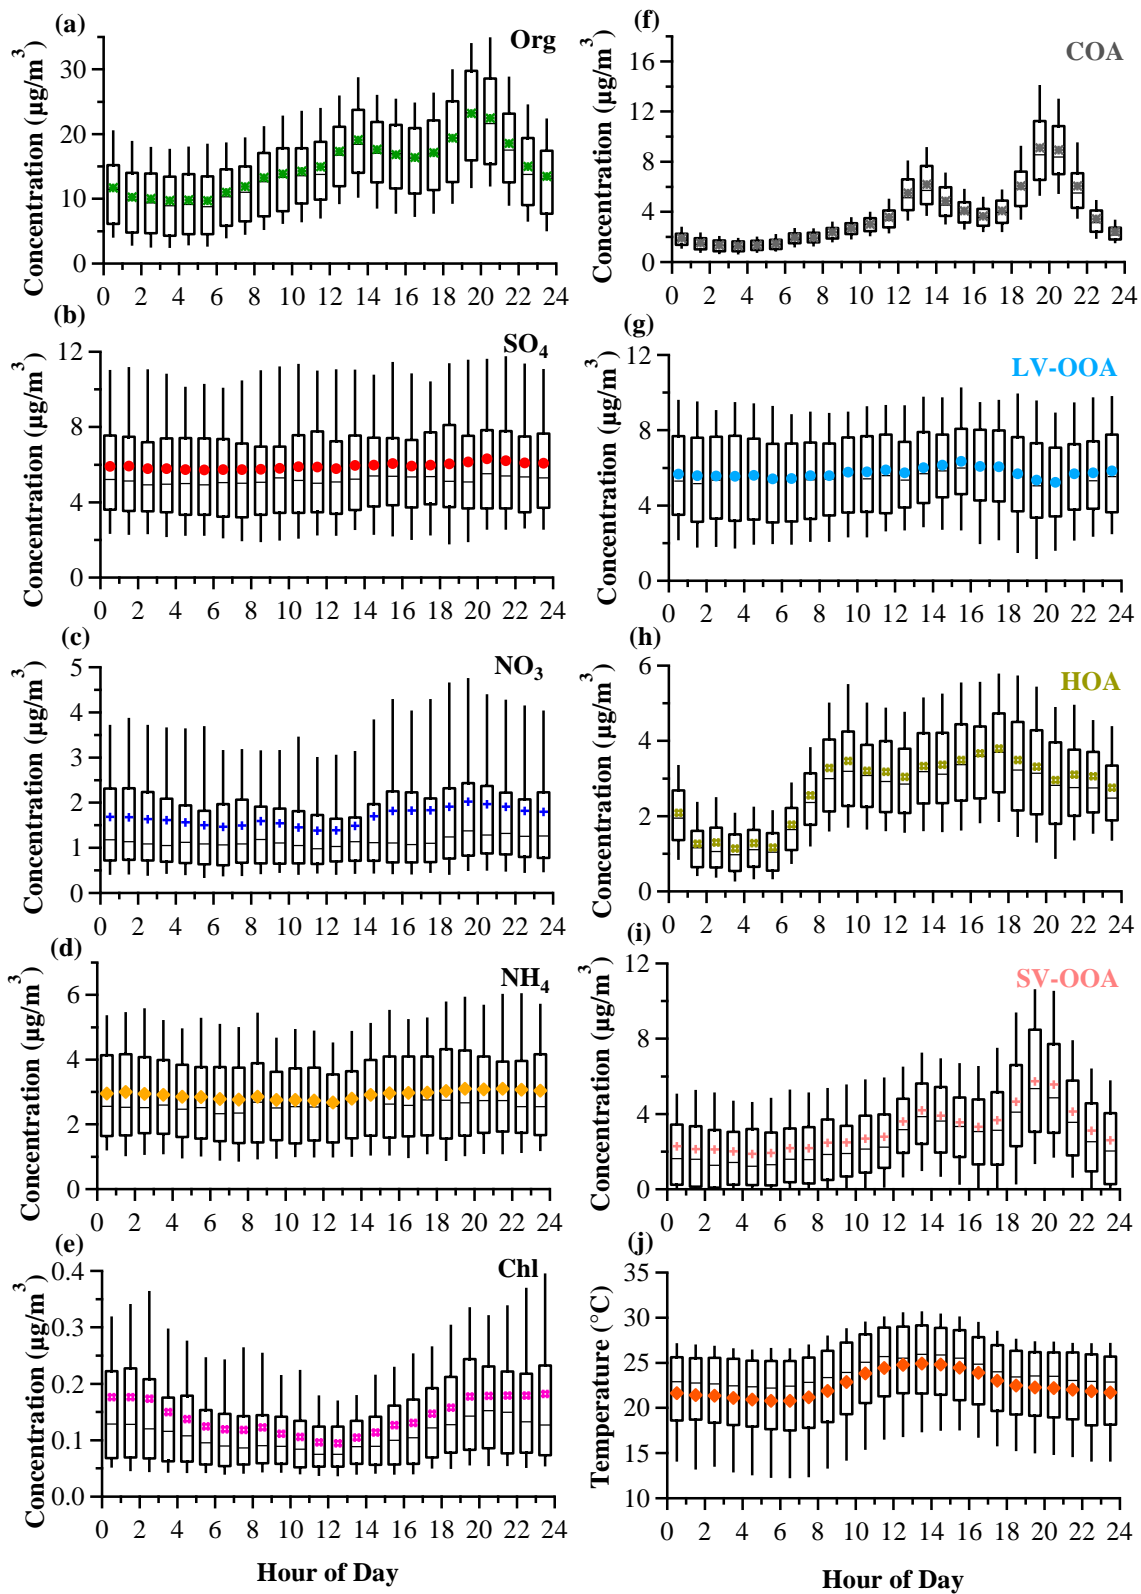 (a)
Org
Concentration (µg/m³)
30
20
10
0
0 2 4 6 8 10 12 14 16 18 20 22 24
(b)
SO₄
Concentration (µg/m³)
12
8
4
0
0 2 4 6 8 10 12 14 16 18 20 22 24
(c)
NO₃
Concentration (µg/m³)
5
4
3
2
1
0
0 2 4 6 8 10 12 14 16 18 20 22 24
(d)
NH₄
Concentration (µg/m³)
6
4
2
0
0 2 4 6 8 10 12 14 16 18 20 22 24
(e)
Chl
Concentration (µg/m³)
0.4
0.3
0.2
0.1
0.0
0 2 4 6 8 10 12 14 16 18 20 22 24
Hour of Day
(f)
COA
Concentration (µg/m³)
16
12
8
4
0
0 2 4 6 8 10 12 14 16 18 20 22 24
(g)
LV-OOA
Concentration (µg/m³)
12
8
4
0
0 2 4 6 8 10 12 14 16 18 20 22 24
(h)
HOA
Concentration (µg/m³)
6
4
2
0
0 2 4 6 8 10 12 14 16 18 20 22 24
(i)
SV-OOA
Concentration (µg/m³)
12
8
4
0
0 2 4 6 8 10 12 14 16 18 20 22 24
(j)
Temperature (°C)
35
30
25
20
15
10
0 2 4 6 8 10 12 14 16 18 20 22 24
Hour of Day